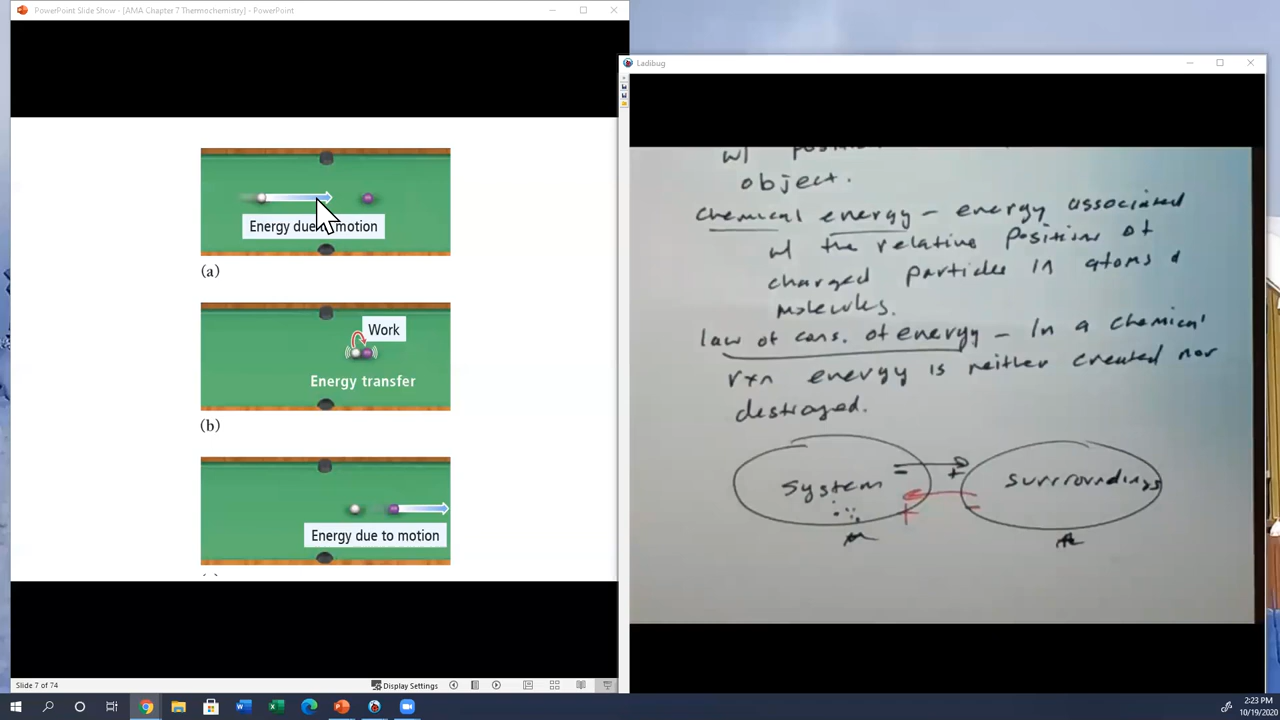 PowerPoint Slide Show - [AMA Chapter 7 Thermochemistry] - PowerPoint
Energy due to motion
(a)
Work
Energy transfer
(b)
Energy due to motion
Slide 7 of 74
Display Settings
Ladibug
w/
object.
chemical energy - energy associated
w/ the relative positions of
charged particles in atoms &
molecules.
law of cons. of energy - In a chemical
rxn energy is neither created nor
destroyed.
system - + surrroundings
+ -
2:23 PM
10/19/2020